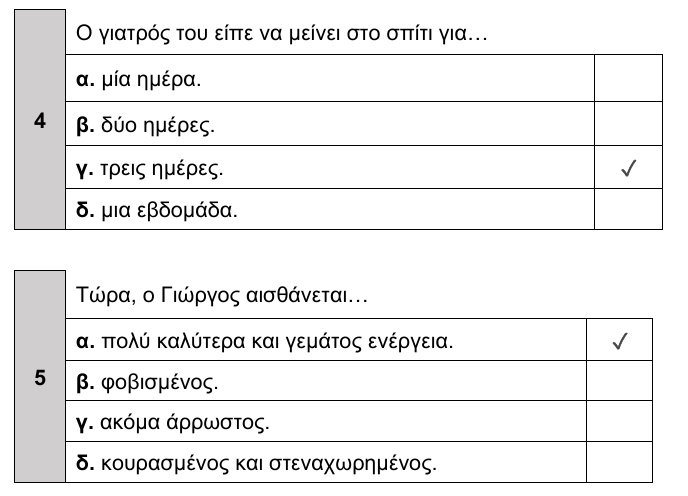 Ο γιατρός του είπε να μείνει στο σπίτι για…
α. μία ημέρα.
4
β. δύο ημέρες.
γ. τρεις ημέρες. ✓
δ. μια εβδομάδα.
Τώρα, ο Γιώργος αισθάνεται…
α. πολύ καλύτερα και γεμάτος ενέργεια. ✓
5
β. φοβισμένος.
γ. ακόμα άρρωστος.
δ. κουρασμένος και στεναχωρημένος.